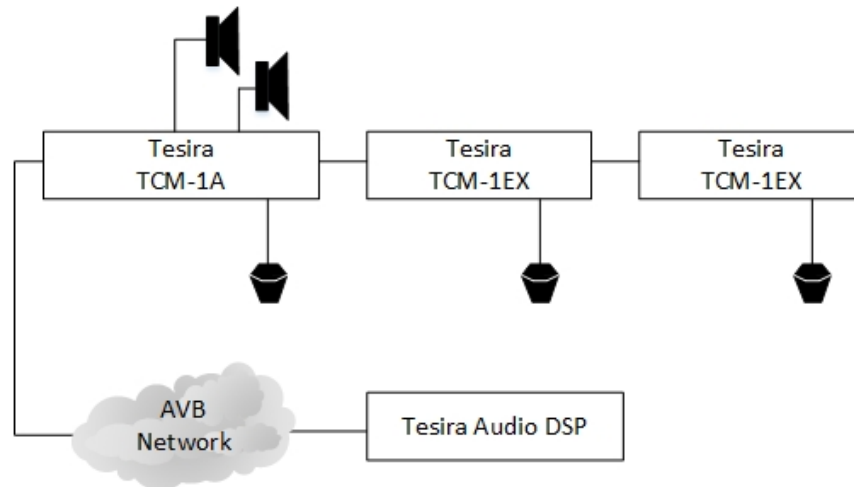 Tesira
TCM-1A
Tesira
TCM-1EX
Tesira
TCM-1EX
AVB
Network
Tesira Audio DSP